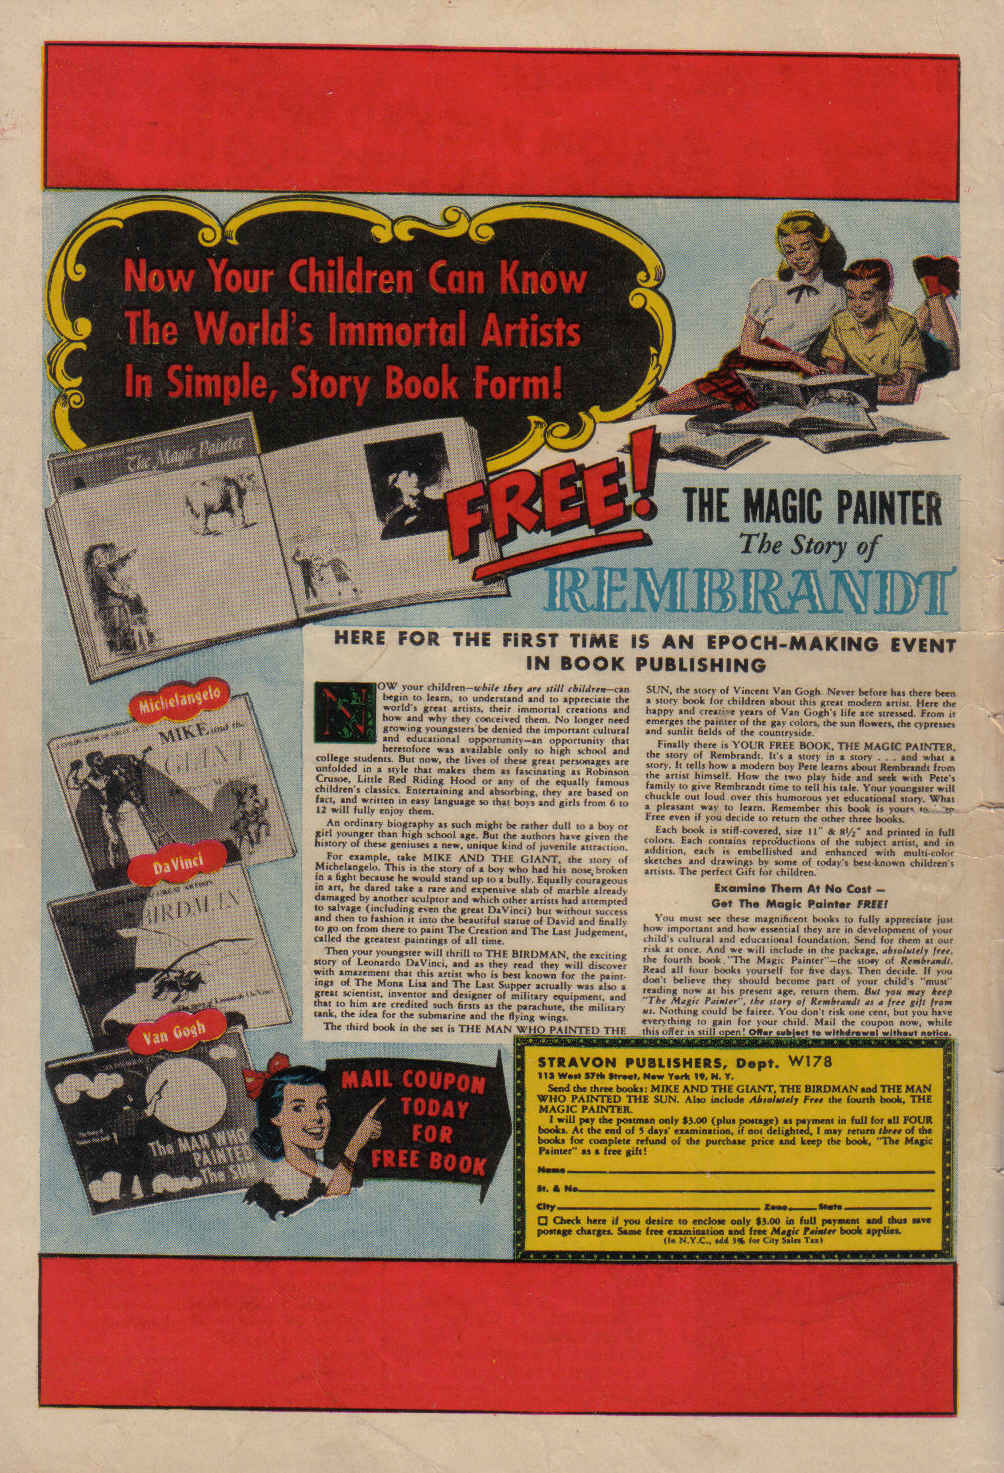 Now Your Children Can Know
The World's Immortal Artists
In Simple, Story Book Form!
The Magic Painter
FREE!
THE MAGIC PAINTER
The Story of
REMBRANDT
HERE FOR THE FIRST TIME IS AN EPOCH-MAKING EVENT
IN BOOK PUBLISHING
NOW your children—while they are still children—can
begin to learn, to understand and to appreciate the
world's great artists, their immortal creations and
how and why they conceived them. No longer need
growing youngsters be denied the important cultural
and educational opportunity—an opportunity that
heretofore was available only to high school and
college students. But now, the lives of these great personages are
unfolded in a style that makes them as fascinating as Robinson
Crusoe, Little Red Riding Hood or any of the equally famous
children's classics. Entertaining and absorbing, they are based on
fact, and written in easy language so that boys and girls from 6 to
12 will fully enjoy them.
An ordinary biography as such might be rather dull to a boy or
girl younger than high school age. But the authors have given the
history of these geniuses a new, unique kind of juvenile attraction.
For example, take MIKE AND THE GIANT, the story of
Michelangelo. This is the story of a boy who had his nose broken
in a fight because he would stand up to a bully. Equally courageous
in art, he dared take a rare and expensive slab of marble already
damaged by another sculptor and which other artists had attempted
to salvage (including even the great DaVinci) but without success
and then to fashion it into the beautiful statue of David and finally
to go on from there to paint The Creation and The Last Judgement,
called the greatest paintings of all time.
Then your youngster will thrill to THE BIRDMAN, the exciting
story of Leonardo DaVinci, and as they read they will discover
with amazement that this artist who is best known for the paint-
ings of The Mona Lisa and The Last Supper actually was also a
great scientist, inventor and designer of military equipment, and
that to him are credited such firsts as the parachute, the military
tank, the idea for the submarine and the flying wings.
The third book in the set is THE MAN WHO PAINTED THE
SUN, the story of Vincent Van Gogh. Never before has there been
a story book for children about this great modern artist. Here the
happy and creative years of Van Gogh's life are stressed. From it
emerges the painter of the gay colors, the sun flowers, the cypresses
and sunlit fields of the countryside.
Finally there is YOUR FREE BOOK, THE MAGIC PAINTER,
the story of Rembrandt. It's a story in a story . . . and what a
story. It tells how a modern boy Pete learns about Rembrandt from
the artist himself. How the two play hide and seek with Pete's
family to give Rembrandt time to tell his tale. Your youngster will
chuckle out loud over this humorous yet educational story. What
a pleasant way to learn. Remember this book is yours to
Free even if you decide to return the other three books.
Each book is stiff-covered, size 11" & 8½" and printed in full
colors. Each contains reproductions of the subject artist, and in
addition, each is embellished and enhanced with multi-color
sketches and drawings by some of today's best-known children's
artists. The perfect Gift for children.
Examine Them At No Cost —
Get The Magic Painter FREE!
You must see these magnificent books to fully appreciate just
how important and how essential they are in development of your
child's cultural and educational foundation. Send for them at our
risk at once. And we will include in the package, absolutely free,
the fourth book "The Magic Painter"—the story of Rembrandt.
Read all four books yourself for five days. Then decide. If you
don't believe they should become part of your child's "must"
reading now at his present age, return them. But you may keep
"The Magic Painter", the story of Rembrandt as a free gift from
us. Nothing could be fairer. You don't risk one cent, but you have
everything to gain for your child. Mail the coupon now, while
this offer is still open! Offer subject to withdrawal without notice.
Michelangelo
MIKE and the
GIANT
DaVinci
BIRDMAN
Van Gogh
The MAN WHO
PAINTED
The SUN
MAIL COUPON
TODAY
FOR
FREE BOOK
STRAVON PUBLISHERS, Dept. W178
113 West 57th Street, New York 19, N. Y.
Send the three books: MIKE AND THE GIANT, THE BIRDMAN and THE MAN
WHO PAINTED THE SUN. Also include Absolutely Free the fourth book, THE
MAGIC PAINTER.
I will pay the postman only $3.00 (plus postage) as payment in full for all FOUR
books. At the end of 5 days' examination, if not delighted, I may return three of the
books for complete refund of the purchase price and keep the book, "The Magic
Painter" as a free gift!
Name
St. & No.
City Zone State
Check here if you desire to enclose only $3.00 in full payment and thus save
postage charges. Same free examination and free Magic Painter book applies.
(In N.Y.C., add 3% for City Sales Tax)